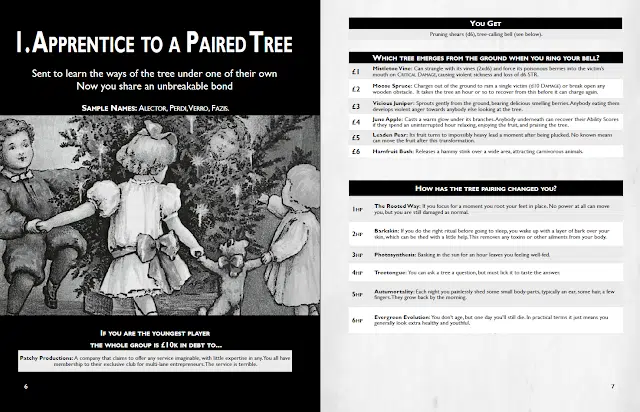 1. Apprentice to a Paired Tree
Sent to learn the ways of the tree under one of their own
Now you share an unbreakable bond
Sample Names: Alector, Perdi, Verro, Fazis.
If you are the youngest player
the whole group is £10k in debt to...
Patchy Productions: A company that claims to offer any service imaginable, with little expertise in any. You all have
membership to their exclusive club for multi-lane entrepreneurs. The service is terrible.
6
You Get
Pruning shears (d6), tree-calling bell (see below).
Which tree emerges from the ground when you ring your bell?
£1 Mistletoe Vine: Can strangle with its vines (2xd6) and force its poisonous berries into the victim's
mouth on Critical Damage, causing violent sickness and loss of d6 STR.
£2 Moose Spruce: Charges out of the ground to ram a single victim (d10 Damage) or break open any
wooden obstacle. It takes the tree an hour or so to recover from this before it can charge again.
£3 Vicious Juniper: Sprouts gently from the ground, bearing delicious smelling berries. Anybody eating them
develops violent anger towards anybody else looking at the tree.
£4 June Apple: Casts a warm glow under its branches. Anybody underneath can recover their Ability Scores
if they spend an uninterrupted hour relaxing, enjoying the fruit, and praising the tree.
£5 Leaden Pear: Its fruit turns to impossibly heavy lead a moment after being plucked. No known means
can move the fruit after this transformation.
£6 Hamfruit Bush: Releases a hammy stink over a wide area, attracting carnivorous animals.
How has the tree pairing changed you?
1HP The Rooted Way: If you focus for a moment you root your feet in place. No power at all can move
you, but you are still damaged as normal.
2HP Barkskin: If you do the right ritual before going to sleep, you wake up with a layer of bark over your
skin, which can be shed with a little help. This removes any toxins or other ailments from your body.
3HP Photosynthesis: Basking in the sun for an hour leaves you feeling well-fed.
4HP Treetongue: You can ask a tree a question, but must lick it to taste the answer.
5HP Automortality: Each night you painlessly shed some small body-parts, typically an ear, some hair, a few
fingers. They grow back by the morning.
6HP Evergreen Evolution: You don't age, but one day you'll still die. In practical terms it just means you
generally look extra healthy and youthful.
7